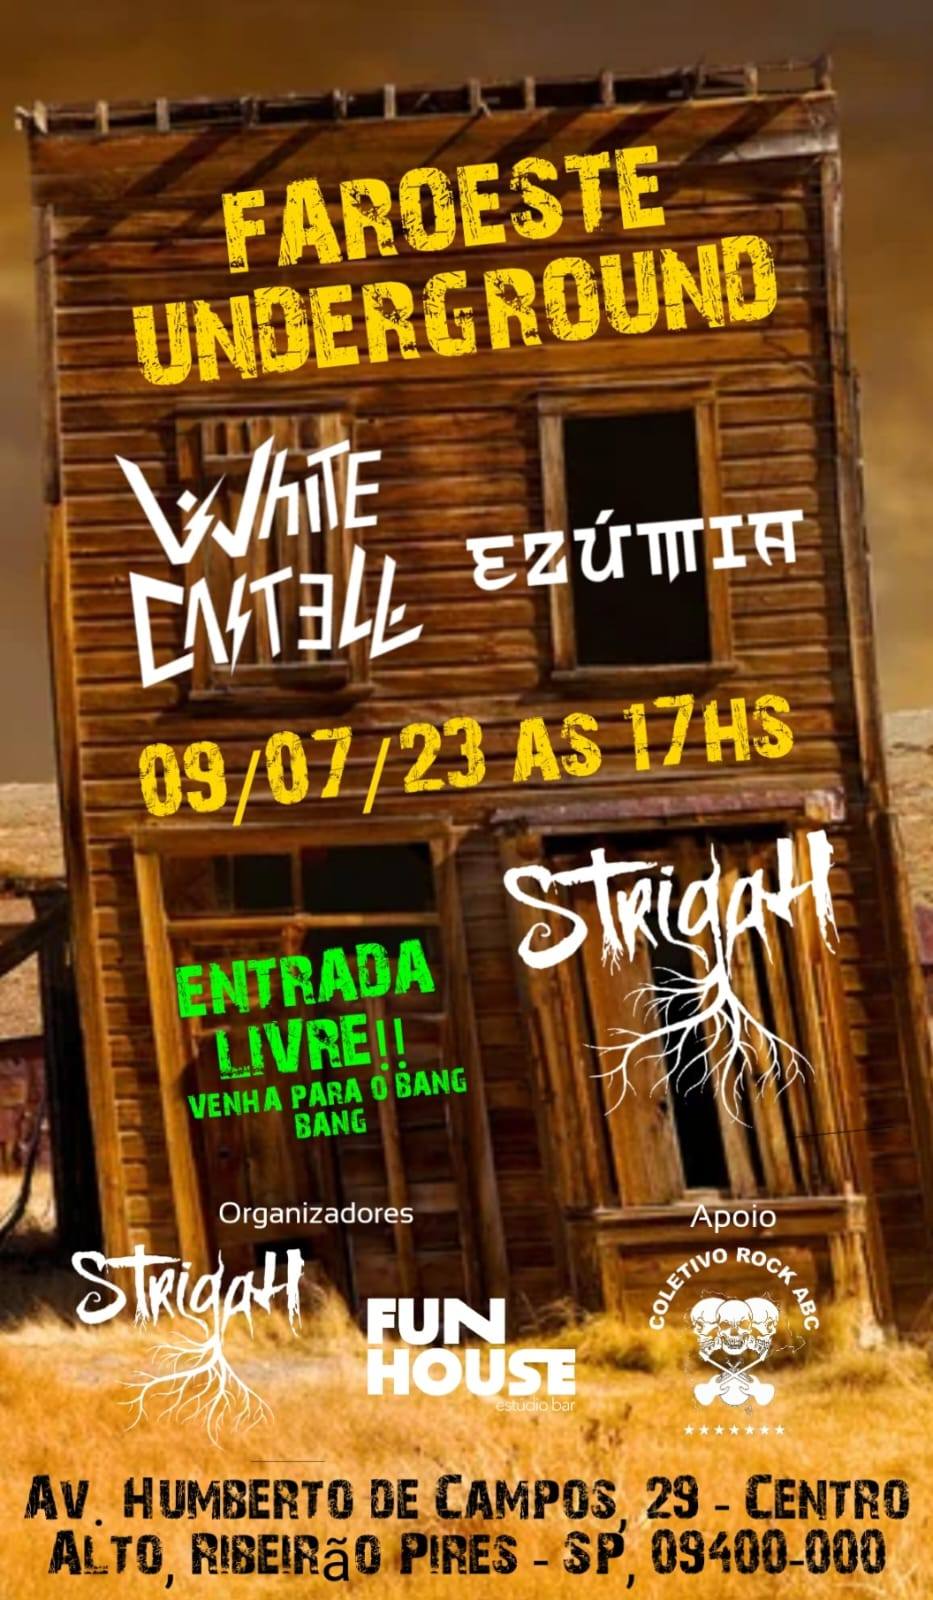 FAROESTE
UNDERGROUND
WHITE
CASTELL
EZÚMIA
09/07/23 AS 17HS
STRIGAH
ENTRADA
LIVRE!!
VENHA PARA O BANG
BANG
Organizadores
Apoio
STRIGAH
FUN
HOUSE
estudio bar
COLETIVO ROCK ABC
AV. HUMBERTO DE CAMPOS, 29 - CENTRO
ALTO, RIBEIRãO PIRES - SP, 09400-000